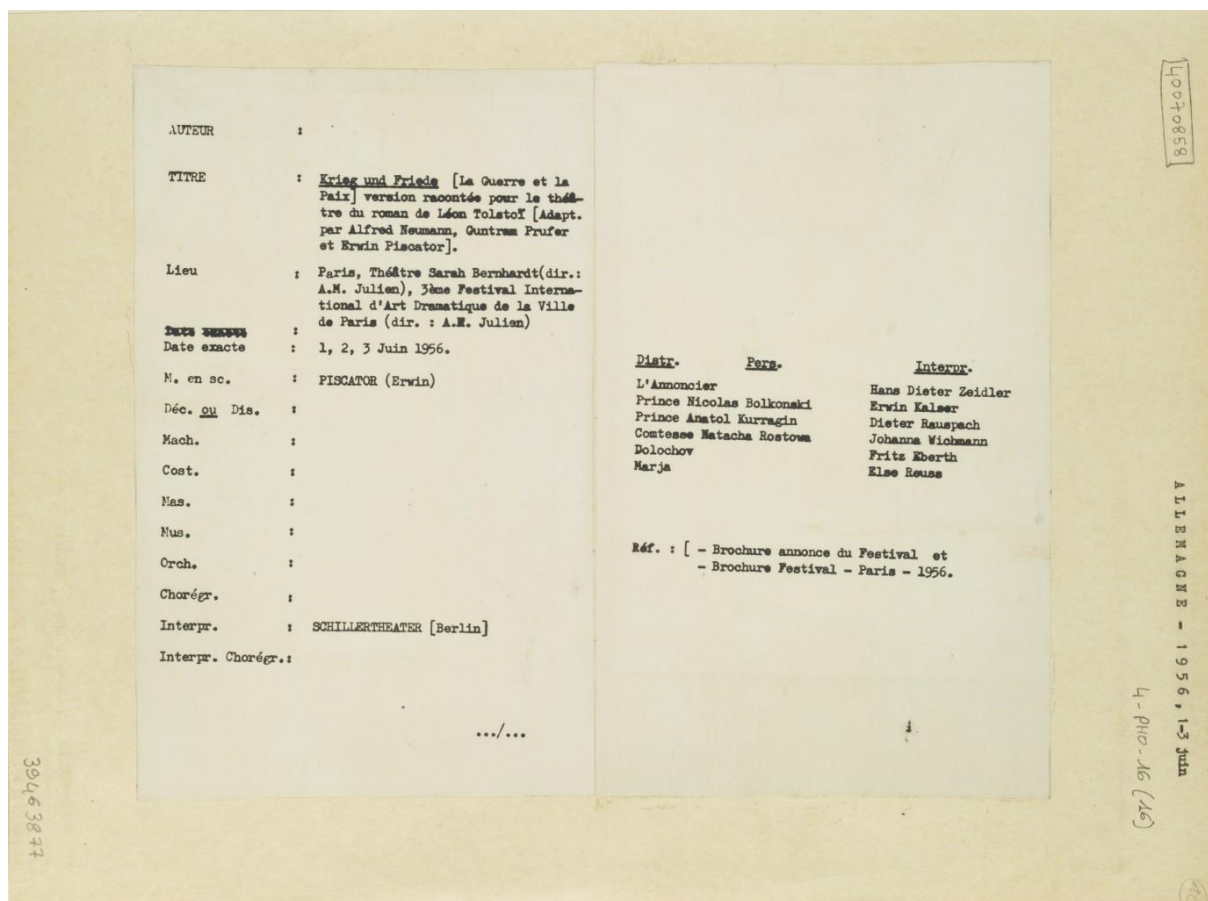 AUTEUR :
TITRE : Krieg und Friede [La Guerre et la
Paix] version racontée pour le théâ-
tre du roman de Léon Tolstoï [Adapt.
par Alfred Neumann, Guntram Prufer
et Erwin Piscator].
Lieu : Paris, Théâtre Sarah Bernhardt(dir.:
A.M. Julien), 3ème Festival Interna-
tional d'Art Dramatique de la Ville
de Paris (dir. : A.M. Julien)
:
Date exacte : 1, 2, 3 Juin 1956.
M. en sc. : PISCATOR (Erwin)
Déc. ou Dis. :
Mach. :
Cost. :
Mas. :
Mus. :
Orch. :
Chorégr. :
Interpr. : SCHILLERTHEATER [Berlin]
Interpr. Chorégr.:
.../...
Distr. Pers. Interpr.
L'Annoncier Hans Dieter Zeidler
Prince Nicolas Bolkonski Erwin Kalser
Prince Anatol Kurragin Dieter Rauspach
Comtesse Natacha Rostowa Johanna Wichmann
Dolochov Fritz Eberth
Marja Else Reuss
Réf. : [ - Brochure annonce du Festival et
- Brochure Festival - Paris - 1956.
40070858
ALLEMAGNE - 1956, 1-3 juin
4-PHO-16 (16)
39463877